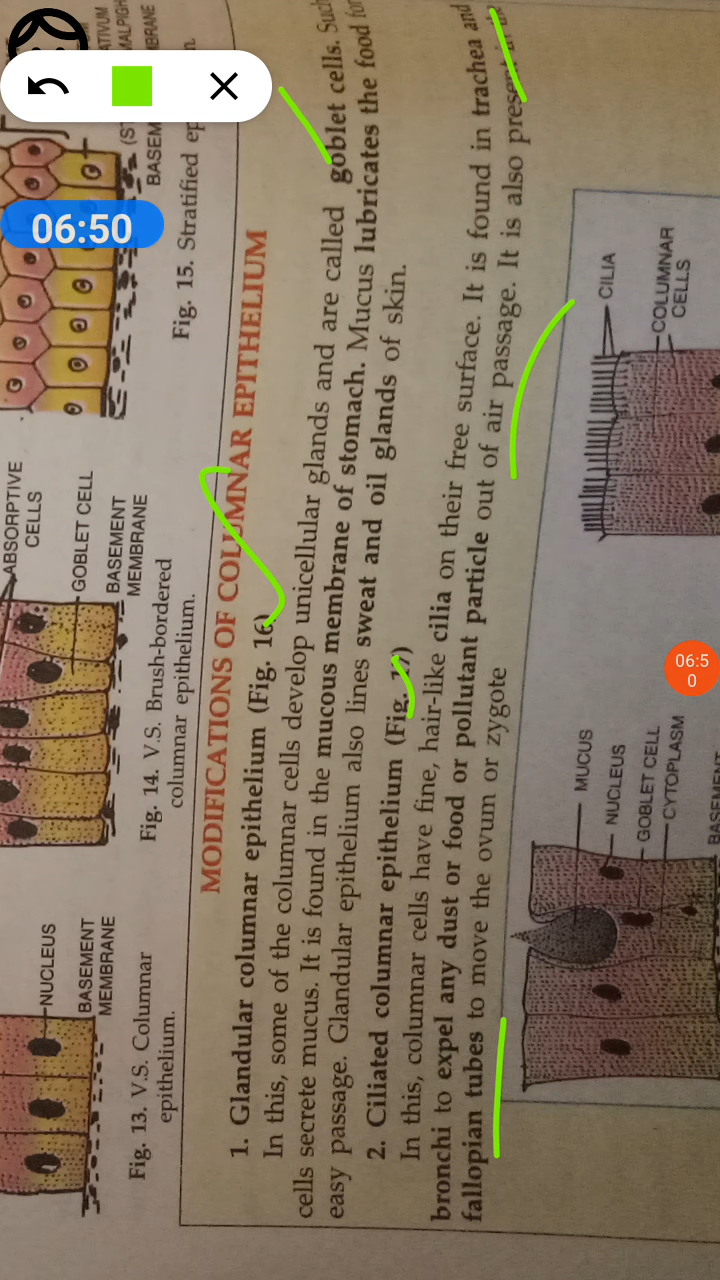 ABSORPTIVE
CELLS
GOBLET CELL
BASEMENT
MEMBRANE
NUCLEUS
BASEMENT
MEMBRANE
BASEM
Fig. 13. V.S. Columnar
epithelium.
Fig. 14. V.S. Brush-bordered
columnar epithelium.
Fig. 15. Stratified ep
MODIFICATIONS OF COLUMNAR EPITHELIUM
1. Glandular columnar epithelium (Fig. 16)
In this, some of the columnar cells develop unicellular glands and are called goblet cells. Such
cells secrete mucus. It is found in the mucous membrane of stomach. Mucus lubricates the food for
easy passage. Glandular epithelium also lines sweat and oil glands of skin.
2. Ciliated columnar epithelium (Fig. 17)
In this, columnar cells have fine, hair-like cilia on their free surface. It is found in trachea and
bronchi to expel any dust or food or pollutant particle out of air passage. It is also present in the
fallopian tubes to move the ovum or zygote
MUCUS
NUCLEUS
GOBLET CELL
CYTOPLASM
BASEMENT
CILIA
COLUMNAR
CELLS
06:50
06:5
0